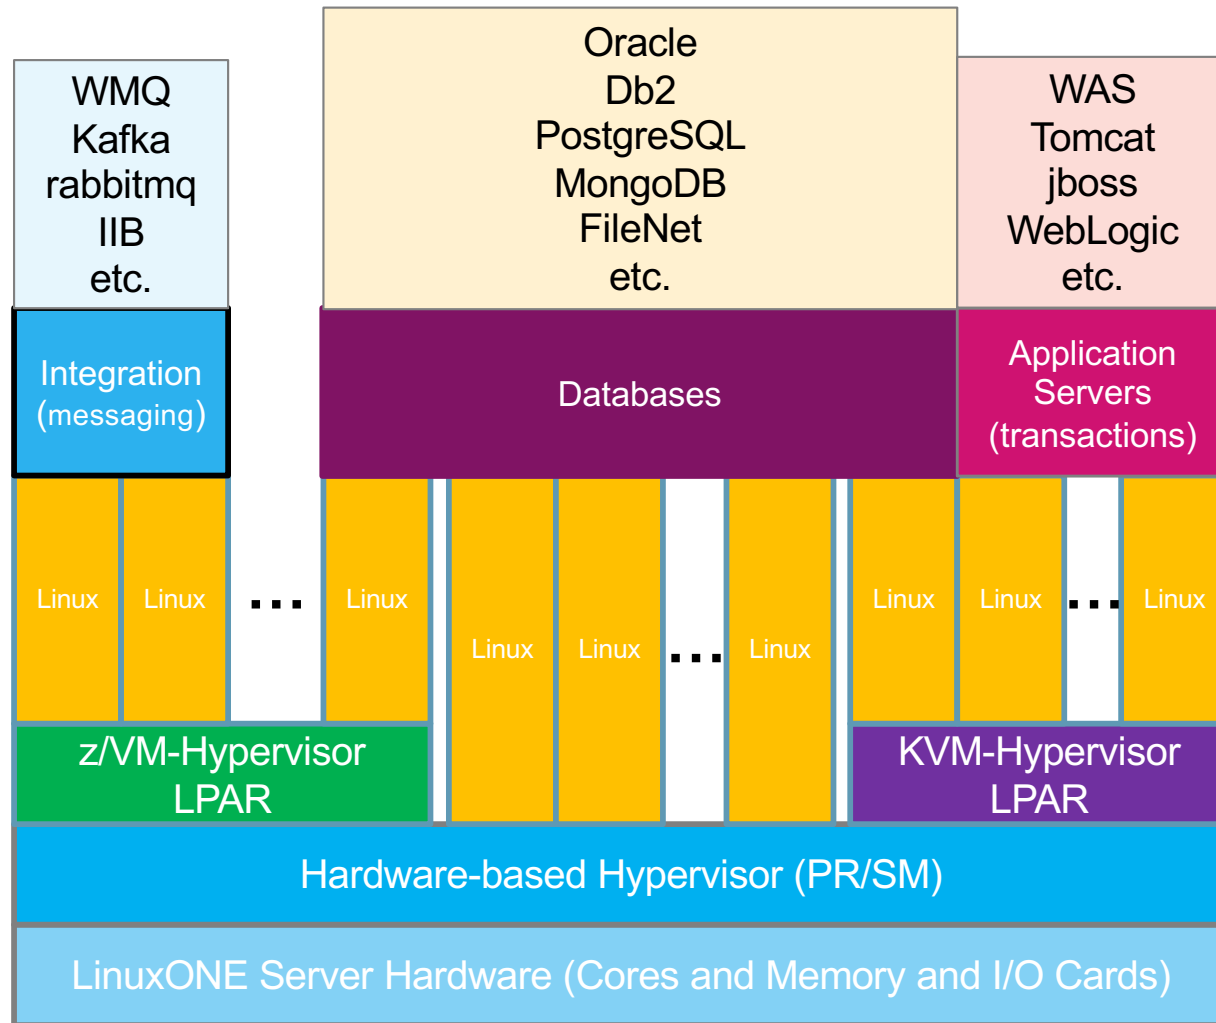 WMQ
Kafka
rabbitmq
IIB
etc.
Oracle
Db2
PostgreSQL
MongoDB
FileNet
etc.
WAS
Tomcat
jboss
WebLogic
etc.
Integration
(messaging)
Databases
Application
Servers
(transactions)
Linux
Linux
...
Linux
Linux
Linux
...
Linux
Linux
Linux
...
Linux
z/VM-Hypervisor
LPAR
KVM-Hypervisor
LPAR
Hardware-based Hypervisor (PR/SM)
LinuxONE Server Hardware (Cores and Memory and I/O Cards)